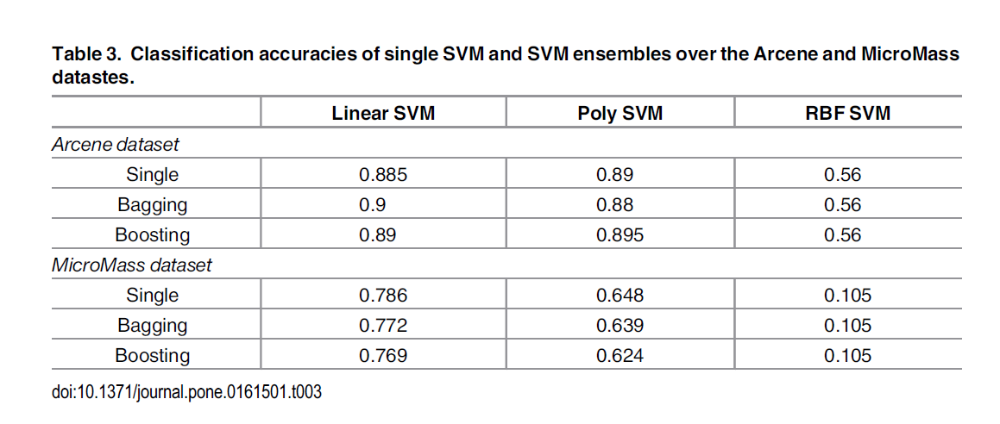 Table 3. Classification accuracies of single SVM and SVM ensembles over the Arcene and MicroMass
datastes.
Linear SVM Poly SVM RBF SVM
Arcene dataset
Single 0.885 0.89 0.56
Bagging 0.9 0.88 0.56
Boosting 0.89 0.895 0.56
MicroMass dataset
Single 0.786 0.648 0.105
Bagging 0.772 0.639 0.105
Boosting 0.769 0.624 0.105
doi:10.1371/journal.pone.0161501.t003